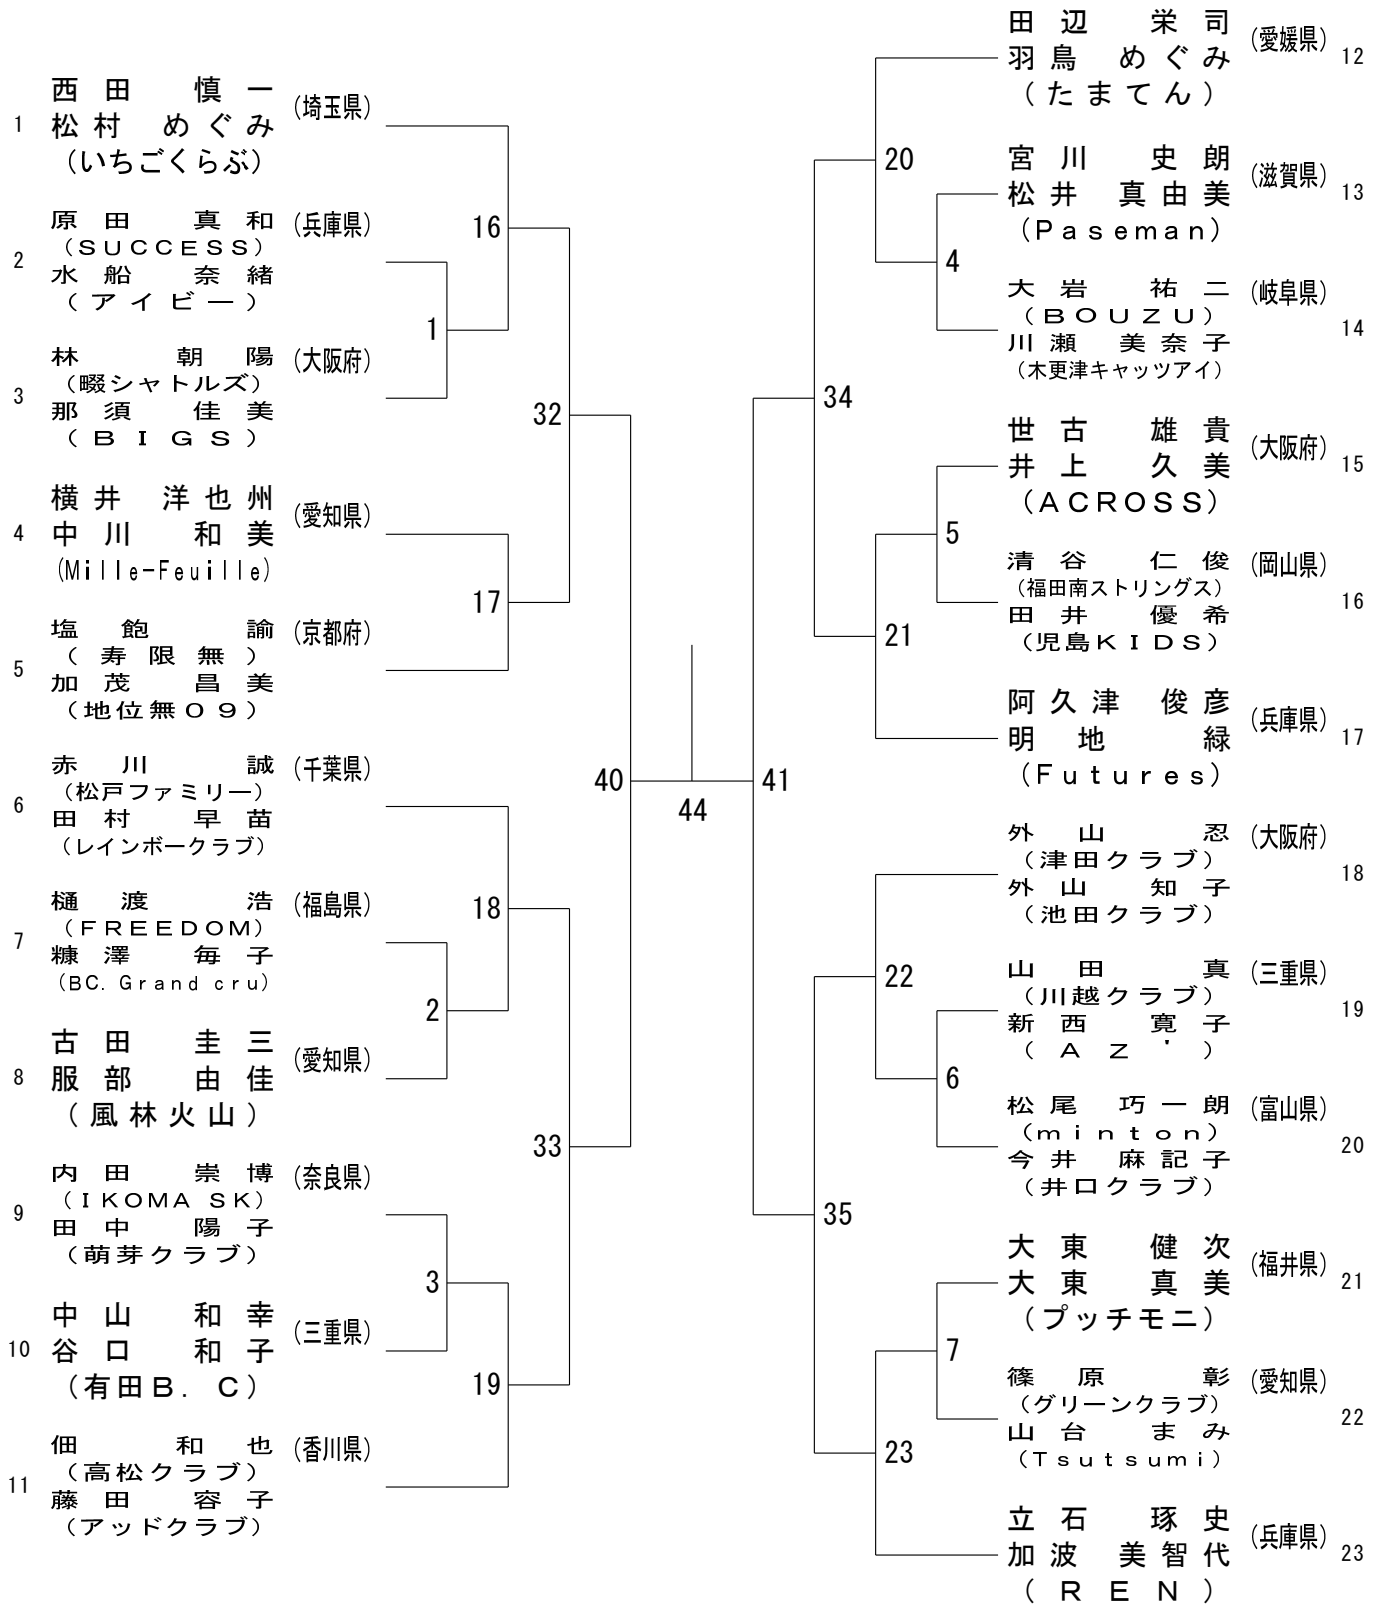 1
西田 慎一
松村 めぐみ
(いちごくらぶ)
(埼玉県)
2
原田 真和
(SUCCESS)
水船 奈緒
(アイビー)
(兵庫県)
3
林 朝陽
(畷シャトルズ)
那須 佳美
(BIGS)
(大阪府)
4
横井 洋也州
中川 和美
(Mille-Feuille)
(愛知県)
5
塩飽 諭
(寿限無)
加茂 昌美
(地位無09)
(京都府)
6
赤川 誠
(松戸ファミリー)
田村 早苗
(レインボークラブ)
(千葉県)
7
樋渡 浩
(FREEDOM)
糠澤 毎子
(BC. Grand cru)
(福島県)
8
古田 圭三
服部 由佳
(風林火山)
(愛知県)
9
内田 崇博
(IKOMA SK)
田中 陽子
(萌芽クラブ)
(奈良県)
10
中山 和幸
谷口 和子
(有田B. C)
(三重県)
11
佃 和也
(高松クラブ)
藤田 容子
(アッドクラブ)
(香川県)
16
1
32
17
40
18
2
33
3
19
44
41
20
4
34
5
21
22
6
35
7
23
田辺 栄司
羽鳥 めぐみ
(たまてん)
(愛媛県)
12
宮川 史朗
松井 真由美
(Paseman)
(滋賀県)
13
大岩 祐二
(BOUZU)
川瀬 美奈子
(木更津キャッツアイ)
(岐阜県)
14
世古 雄貴
井上 久美
(ACROSS)
(大阪府)
15
清谷 仁俊
(福田南ストリングス)
田井 優希
(児島KIDS)
(岡山県)
16
阿久津 俊彦
明地 緑
(Futures)
(兵庫県)
17
外山 忍
(津田クラブ)
外山 知子
(池田クラブ)
(大阪府)
18
山田 真
(川越クラブ)
新西 寛子
(AZ')
(三重県)
19
松尾 巧一朗
(minton)
今井 麻記子
(井口クラブ)
(富山県)
20
大東 健次
大東 真美
(プッチモニ)
(福井県)
21
篠原 彰
(グリーンクラブ)
山台 まみ
(Tsutsumi)
(愛知県)
22
立石 琢史
加波 美智代
(REN)
(兵庫県)
23